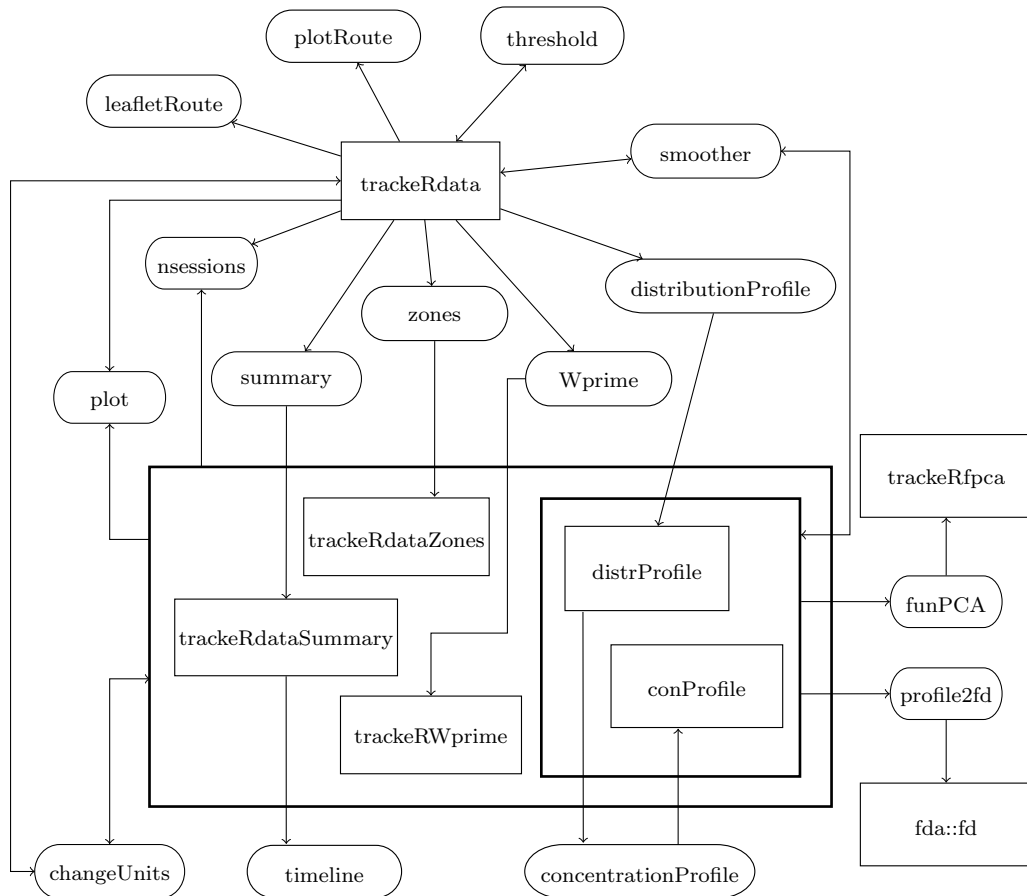 plotRoute
threshold
leafletRoute
smoother
trackeRdata
nsessions
distributionProfile
zones
summary
Wprime
plot
trackeRfpca
trackeRdataZones
distrProfile
funPCA
trackeRdataSummary
conProfile
profile2fd
trackeRWprime
fda::fd
changeUnits
timeline
concentrationProfile